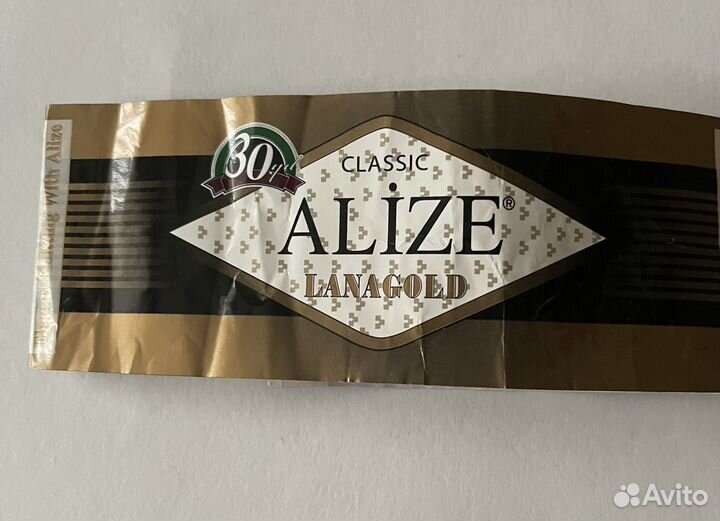 30.yıl
CLASSIC
ALİZE®
LANAGOLD
With Alize
Avito